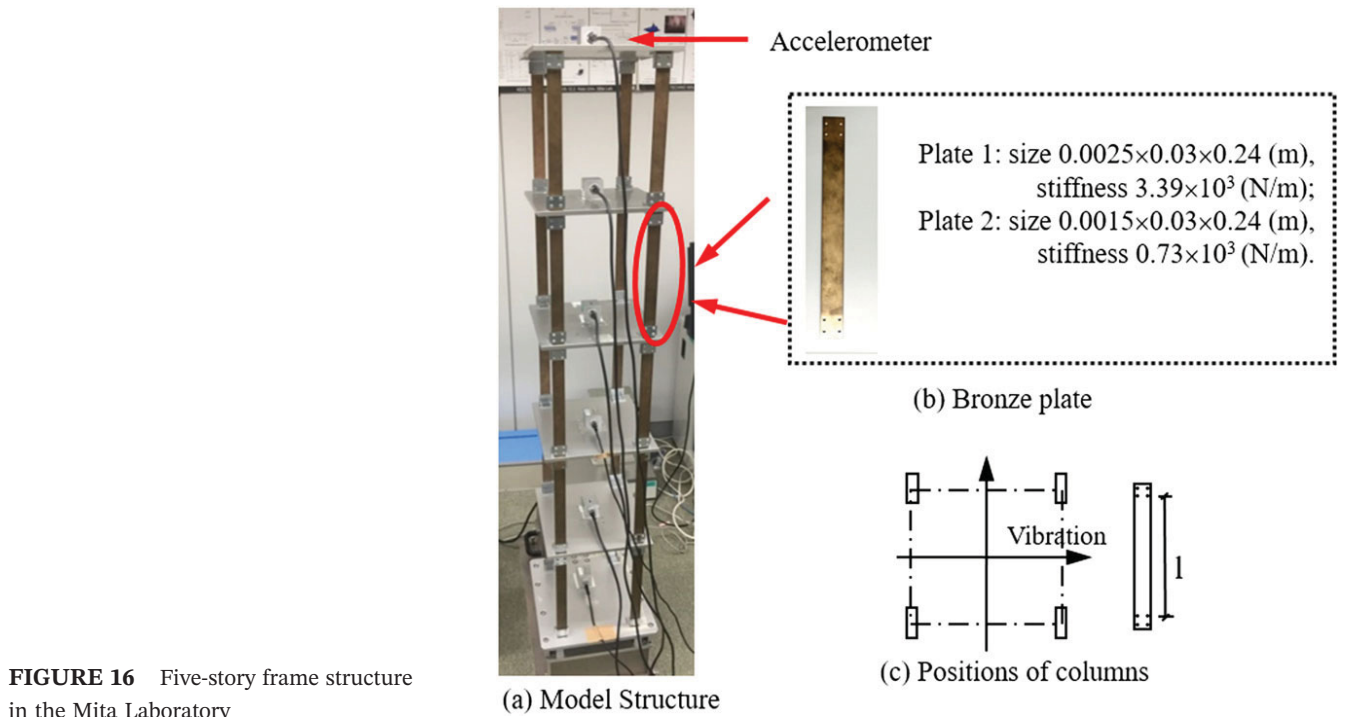 Accelerometer
Plate 1: size 0.0025×0.03×0.24 (m),
stiffness 3.39×10³ (N/m);
Plate 2: size 0.0015×0.03×0.24 (m),
stiffness 0.73×10³ (N/m).
(b) Bronze plate
Vibration
l
(c) Positions of columns
(a) Model Structure
FIGURE 16 Five-story frame structure
in the Mita Laboratory